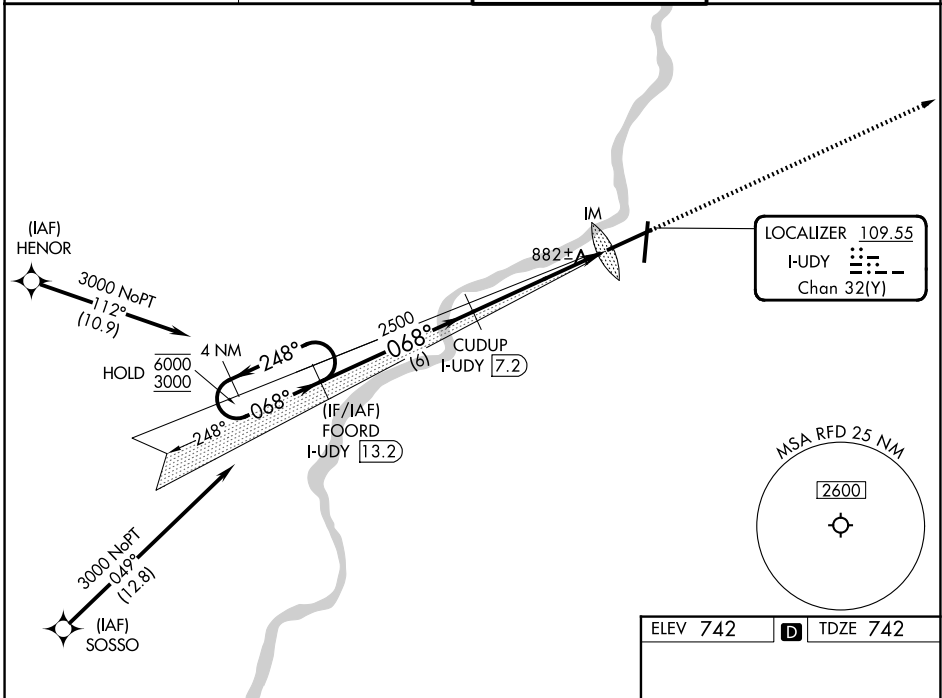 (IAF)
HENOR
3000 NoPT
112°
(10.9)
HOLD
6000
3000
4 NM
248°
068°
248°
2500
068°
(6)
(IF/IAF)
FOORD
I-UDY 13.2
CUDUP
I-UDY 7.2
882±
IM
LOCALIZER 109.55
I-UDY
Chan 32(Y)
3000 NoPT
049°
(12.8)
(IAF)
SOSSO
MSA RFD 25 NM
2600
ELEV 742 D TDZE 742